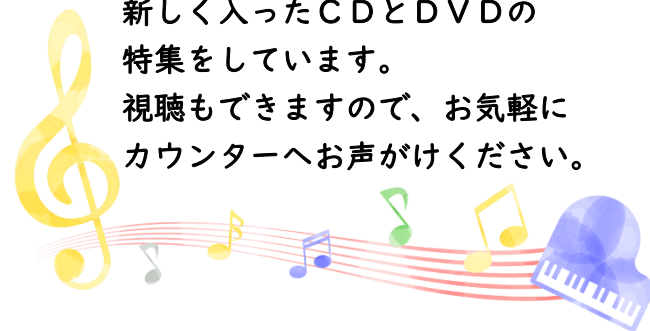 新しく入ったＣＤとＤＶＤの
特集をしています。
視聴もできますので、お気軽に
カウンターへお声がけください。